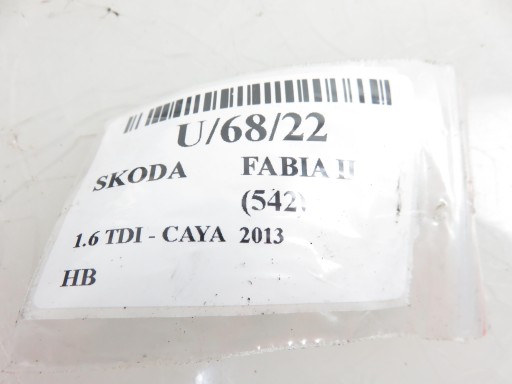 U/68/22
SKODA FABIA II
(542)
1.6 TDI - CAYA 2013
HB